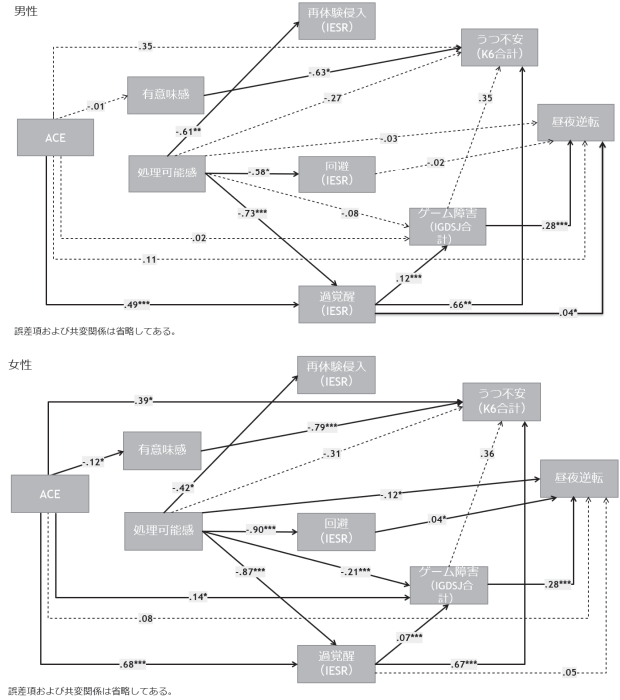 男性
再体験侵入
（IESR）
.35
うつ不安
（K6合計）
-.63*
有意味感
-.27
.35
-.01
昼夜逆転
ACE
-.61**
-.03
回避
（IESR）
-.02
処理可能感
-.58*
-.08
ゲーム障害
（IGDSJ合
計）
-.73***
.28***
.02
.11
.12***
過覚醒
（IESR）
.49***
.66**
.04*
誤差項および共変関係は省略してある。
女性
再体験侵入
（IESR）
.39*
うつ不安
（K6合計）
-.79***
有意味感
-.31
.36
-.12*
昼夜逆転
ACE
-.42*
-.12*
回避
（IESR）
.04*
処理可能感
-.90***
-.21***
ゲーム障害
（IGDSJ合
計）
-.87***
.28***
.14*
.08
.07***
過覚醒
（IESR）
.68***
.67***
.05
誤差項および共変関係は省略してある。